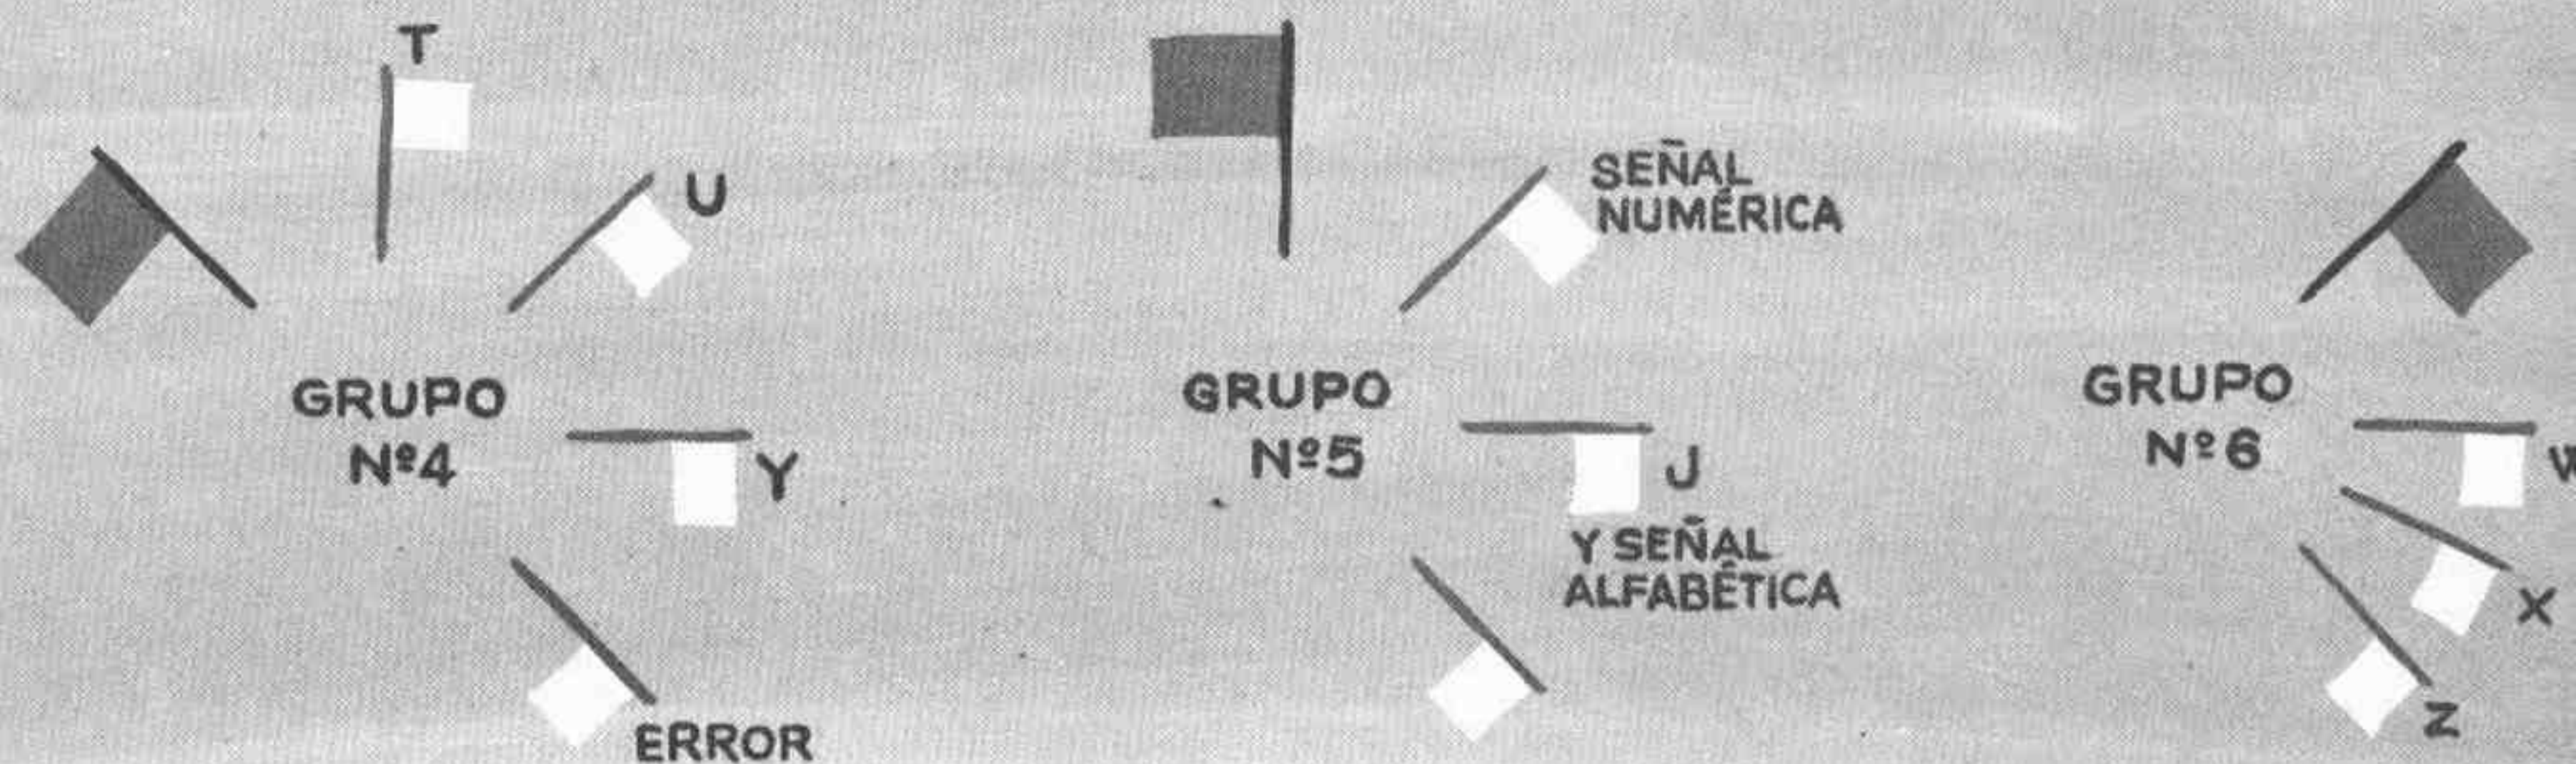 T
U
GRUPO
Nº4
Y
ERROR
SEÑAL
NUMÉRICA
GRUPO
Nº5
J
Y SEÑAL
ALFABÉTICA
GRUPO
Nº6
W
X
Z